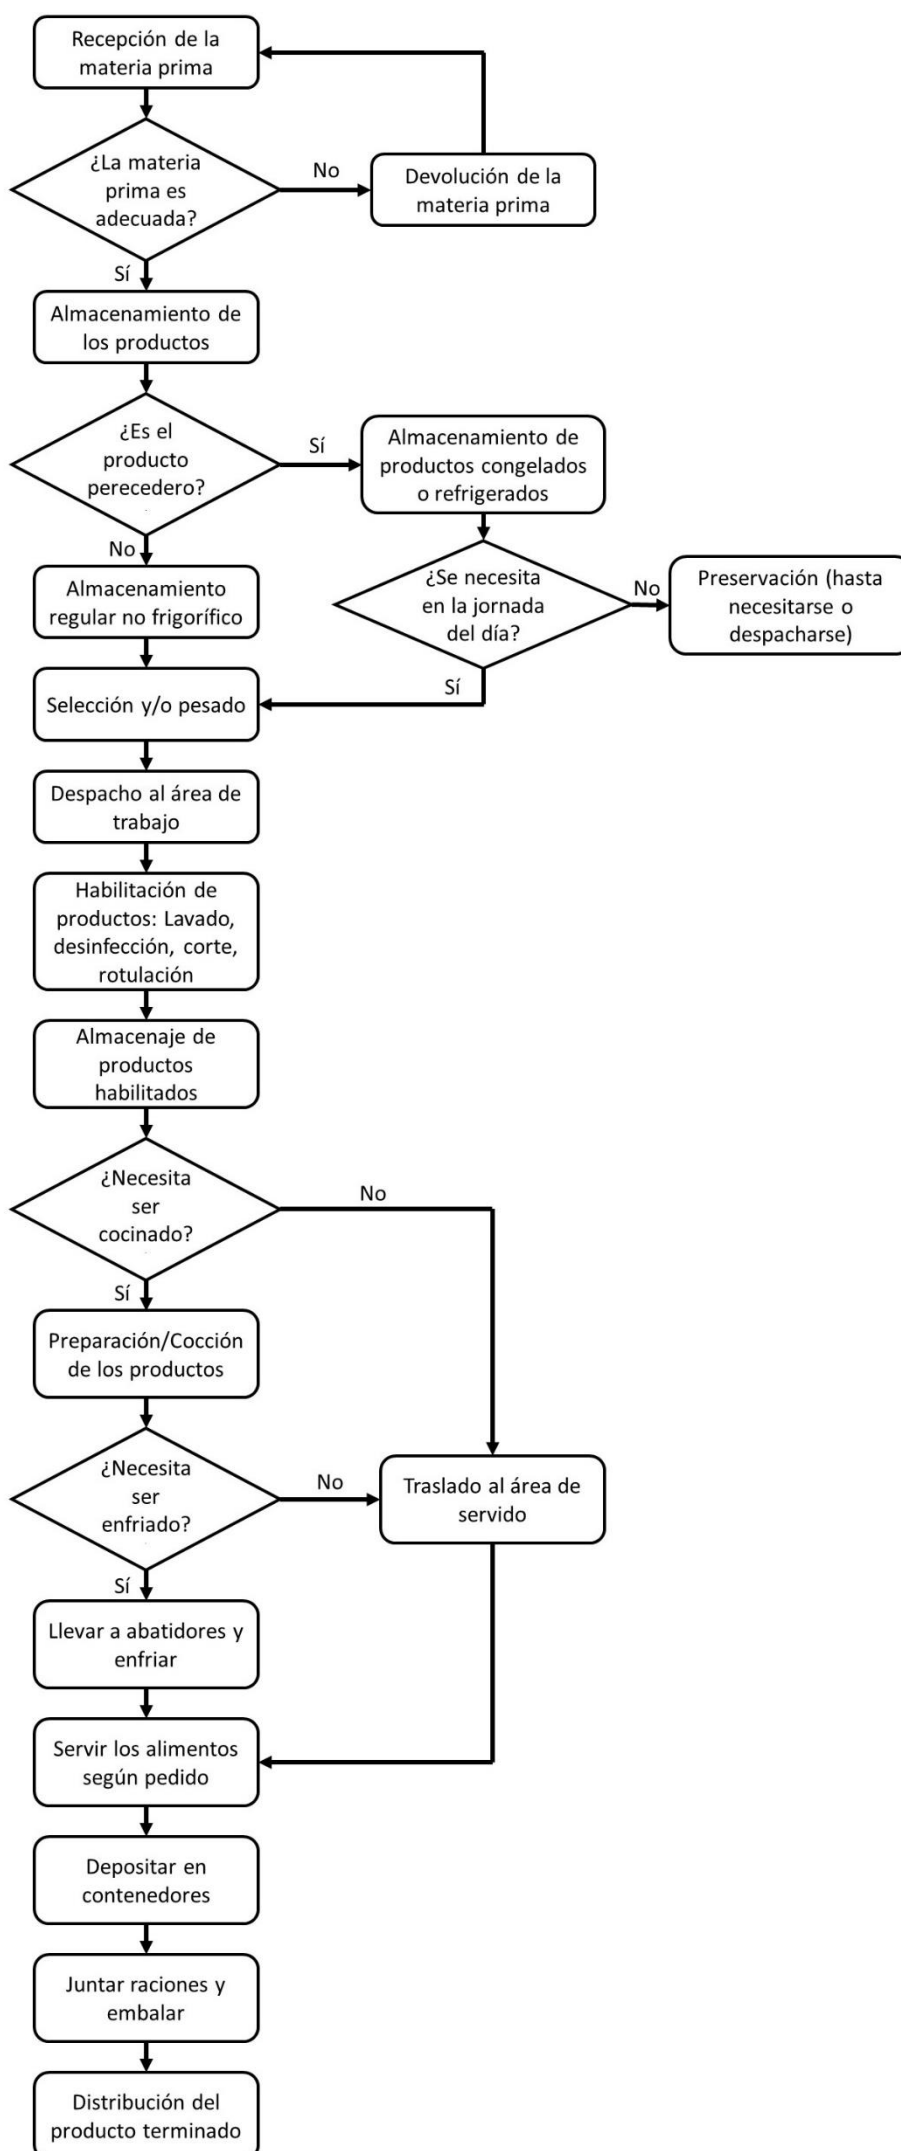 Recepción de la
materia prima
¿La materia
prima es
adecuada?
No
Devolución de la
materia prima
Sí
Almacenamiento de
los productos
¿Es el
producto
perecedero?
Sí
Almacenamiento de
productos congelados
o refrigerados
No
¿Se necesita
en la jornada
del día?
No
Preservación (hasta
necesitarse o
despacharse)
Almacenamiento
regular no frigorífico
Sí
Selección y/o pesado
Despacho al área de
trabajo
Habilitación de
productos: Lavado,
desinfección, corte,
rotulación
Almacenaje de
productos
habilitados
¿Necesita
ser
cocinado?
No
Sí
Preparación/Cocción
de los productos
¿Necesita
ser
enfriado?
No
Traslado al área de
servido
Sí
Llevar a abatidores y
enfriar
Servir los alimentos
según pedido
Depositar en
contenedores
Juntar raciones y
embalar
Distribución del
producto terminado